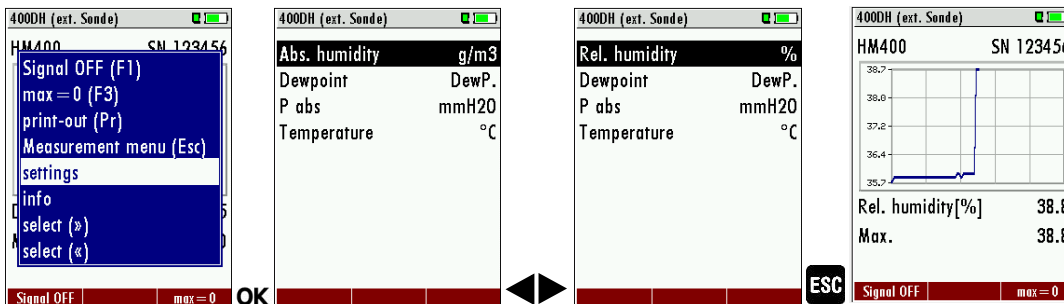 400DH (ext. Sonde)
HM400 SN 123456
Signal OFF (F1)
max=0 (F3)
print-out (Pr)
Measurement menu (Esc)
settings
info
select (»)
select («)
Signal OFF max=0
OK
400DH (ext. Sonde)
Abs. humidity g/m3
Dewpoint DewP.
P abs mmH2O
Temperature °C
400DH (ext. Sonde)
Rel. humidity %
Dewpoint DewP.
P abs mmH2O
Temperature °C
ESC
400DH (ext. Sonde)
HM400 SN 123456
38.7
38.0
37.2
36.4
35.7
Rel. humidity[%] 38.8
Max. 38.8
Signal OFF max=0